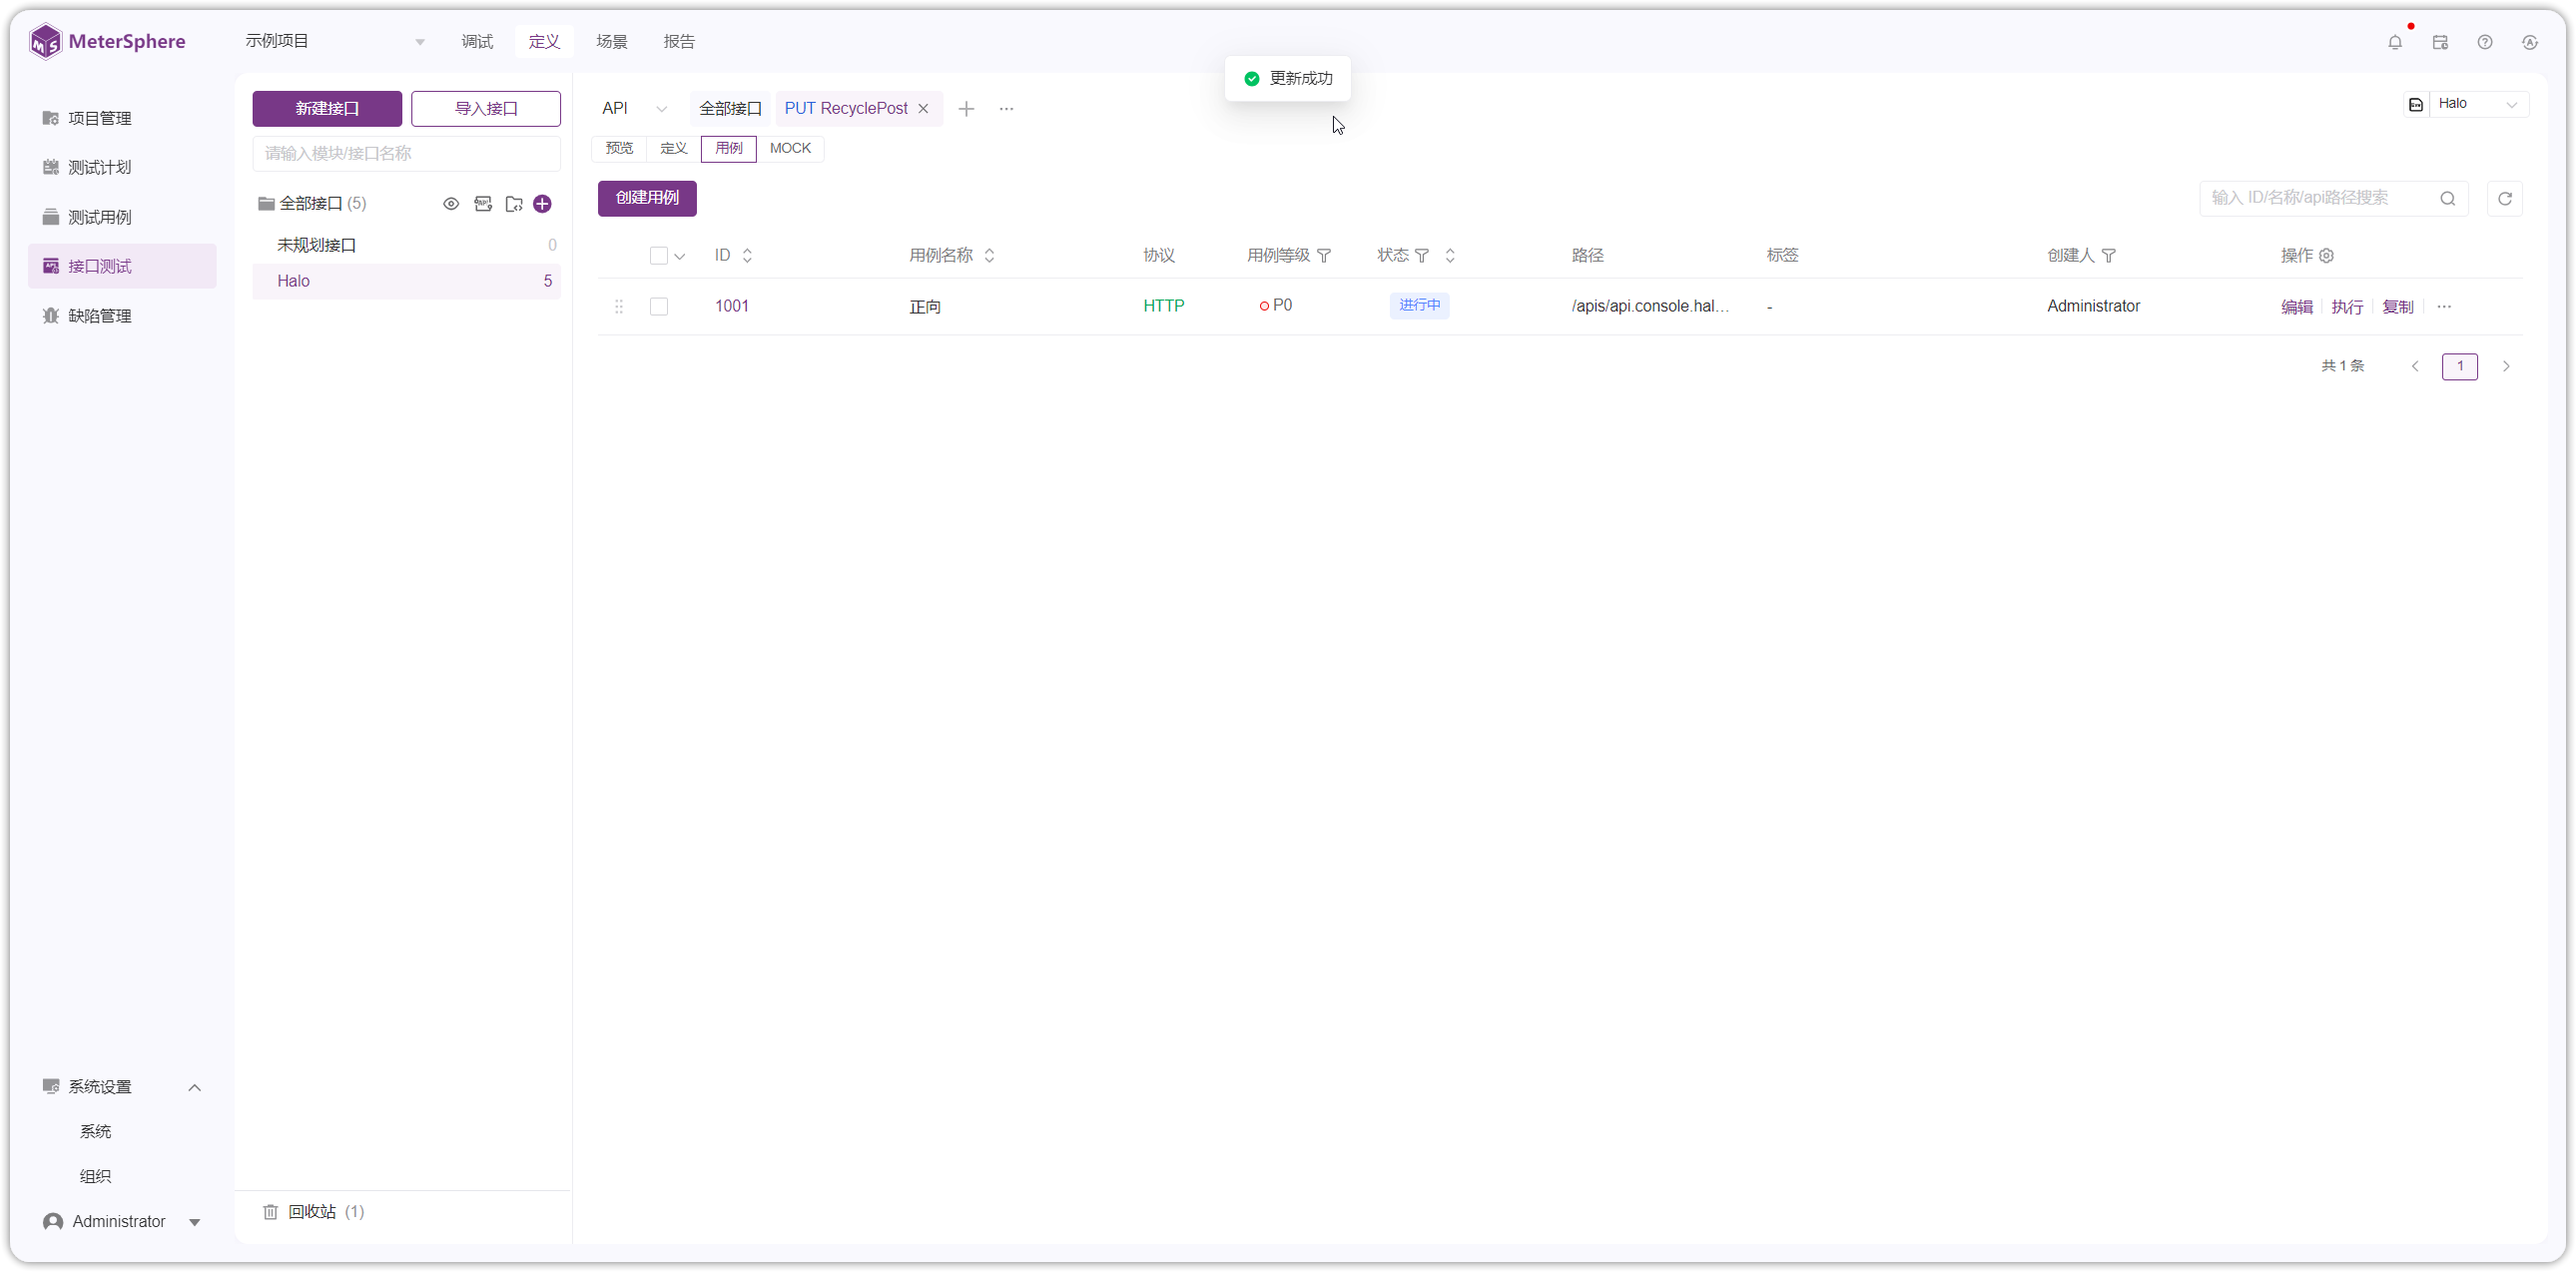 MeterSphere
示例项目
调试
定义
场景
报告
更新成功
项目管理
测试计划
测试用例
接口测试
缺陷管理
系统设置
系统
组织
Administrator
新建接口
导入接口
请输入模块/接口名称
全部接口 (5)
未规划接口 0
Halo 5
回收站 (1)
API
全部接口
PUT RecyclePost
Halo
预览
定义
用例
MOCK
创建用例
输入 ID/名称/api路径搜索
ID 用例名称 协议 用例等级 状态 路径 标签 创建人 操作
1001 正向 HTTP P0 进行中 /apis/api.console.hal... - Administrator 编辑 执行 复制 ···
共 1 条
1